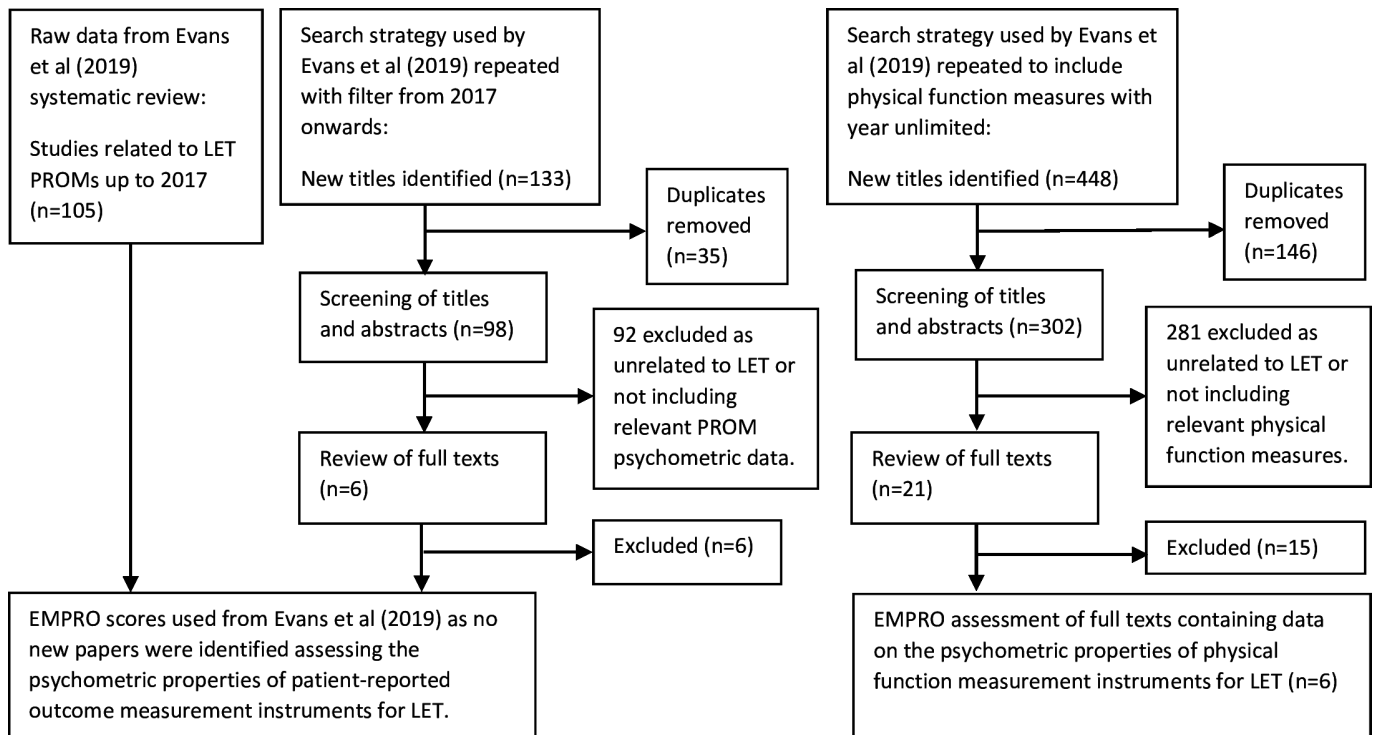 Raw data from Evans
et al (2019)
systematic review:
Studies related to LET
PROMs up to 2017
(n=105)
Search strategy used by
Evans et al (2019) repeated
with filter from 2017
onwards:
New titles identified (n=133)
Duplicates
removed
(n=35)
Screening of titles
and abstracts (n=98)
92 excluded as
unrelated to LET or
not including
relevant PROM
psychometric data.
Review of full texts
(n=6)
Excluded (n=6)
EMPRO scores used from Evans et al (2019) as no
new papers were identified assessing the
psychometric properties of patient-reported
outcome measurement instruments for LET.
Search strategy used by Evans et
al (2019) repeated to include
physical function measures with
year unlimited:
New titles identified (n=448)
Duplicates
removed
(n=146)
Screening of titles
and abstracts (n=302)
281 excluded as
unrelated to LET or
not including
relevant physical
function measures.
Review of full texts
(n=21)
Excluded (n=15)
EMPRO assessment of full texts containing data
on the psychometric properties of physical
function measurement instruments for LET (n=6)